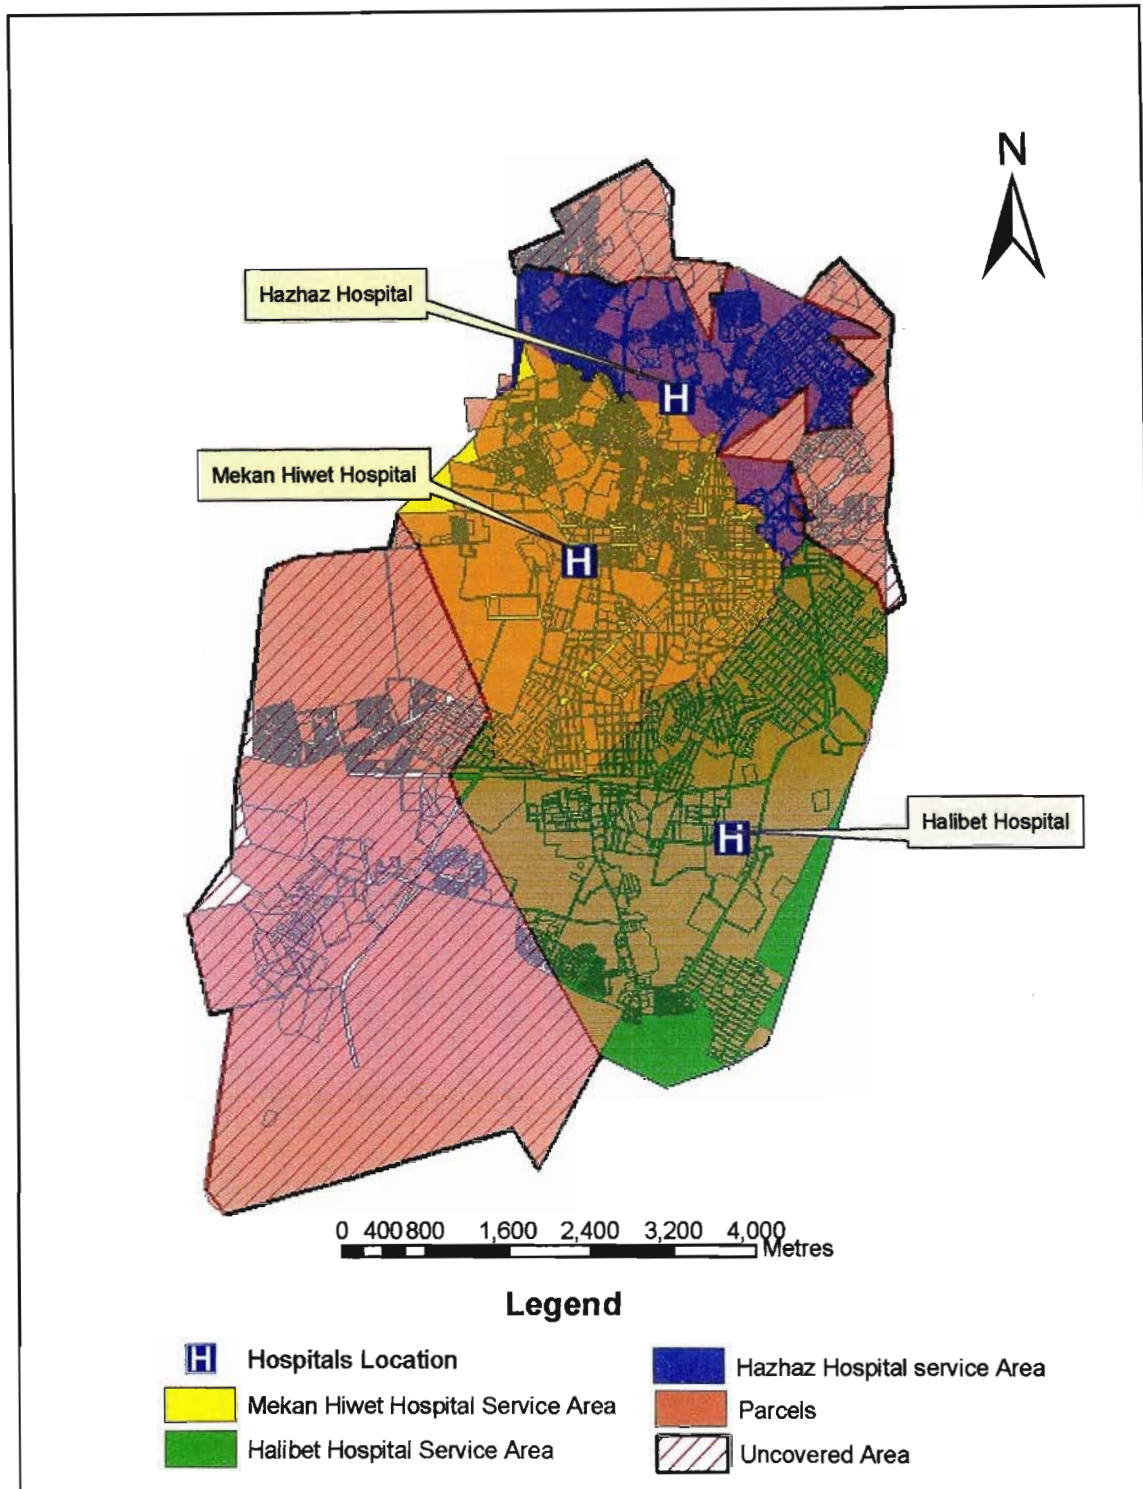 N
Hazhaz Hospital
H
Mekan Hiwet Hospital
H
Halibet Hospital
H
0 400 800 1,600 2,400 3,200 4,000
Metres
Legend
H Hospitals Location
Mekan Hiwet Hospital Service Area
Halibet Hospital Service Area
Hazhaz Hospital service Area
Parcels
Uncovered Area